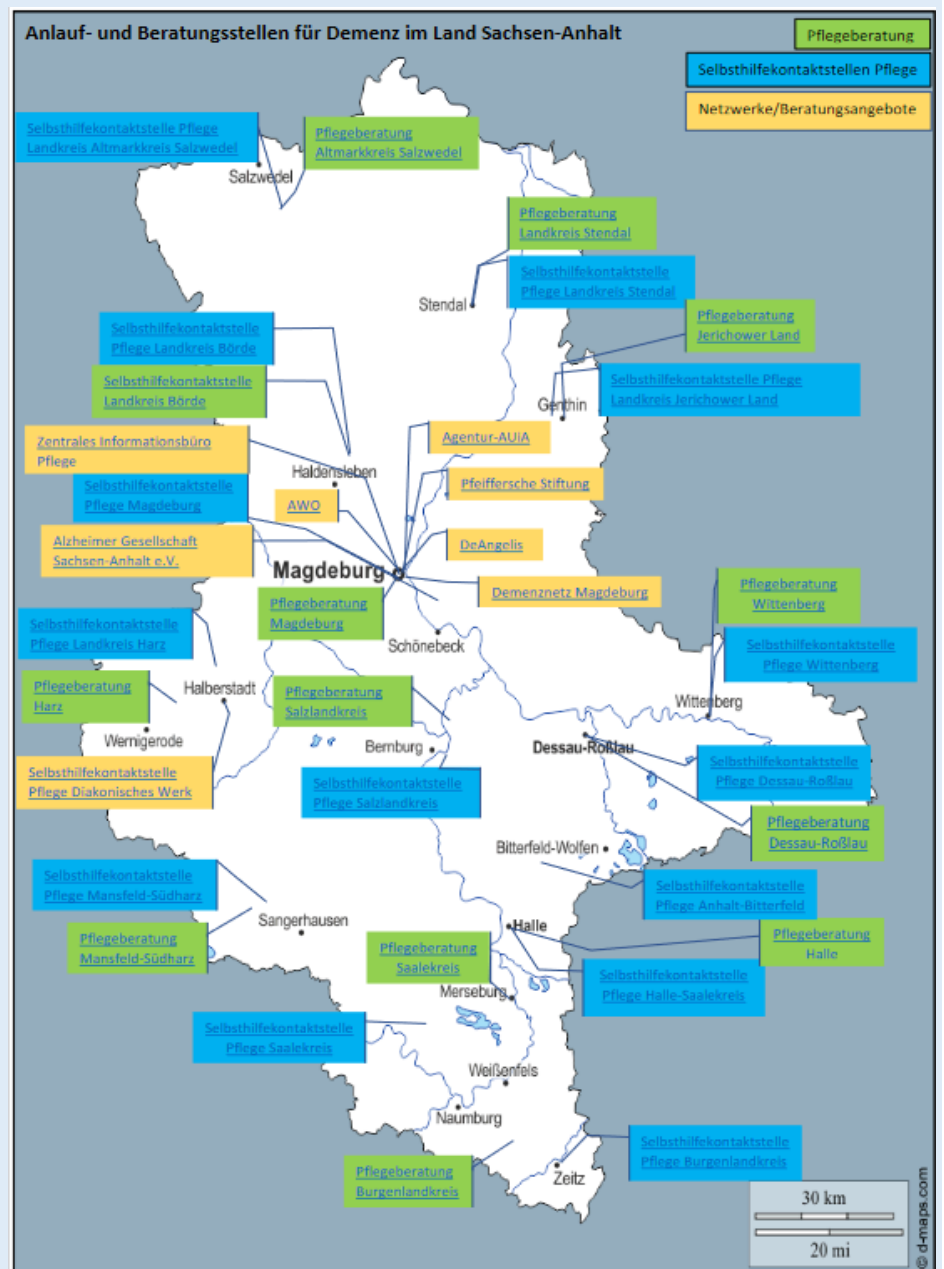 Anlauf- und Beratungsstellen für Demenz im Land Sachsen-Anhalt
Pflegeberatung
Selbsthilfekontaktstellen Pflege
Netzwerke/Beratungsangebote
Selbsthilfekontaktstelle Pflege
Landkreis Altmarkkreis Salzwedel
Pflegeberatung
Altmarkkreis Salzwedel
Salzwedel
Pflegeberatung
Landkreis Stendal
Selbsthilfekontaktstelle
Pflege Landkreis Stendal
Stendal
Selbsthilfekontaktstelle
Pflege Landkreis Börde
Pflegeberatung
Jerichower Land
Selbsthilfekontaktstelle
Landkreis Börde
Selbsthilfekontaktstelle Pflege
Landkreis Jerichower Land
Genthin
Zentrales Informationsbüro
Pflege
Agentur-AUiA
Haldensleben
Selbsthilfekontaktstelle
Pflege Magdeburg
AWO
Pfeiffersche Stiftung
Alzheimer Gesellschaft
Sachsen-Anhalt e.V.
DeAngelis
Magdeburg
Demenznetz Magdeburg
Pflegeberatung
Magdeburg
Pflegeberatung
Wittenberg
Selbsthilfekontaktstelle
Pflege Landkreis Harz
Schönebeck
Selbsthilfekontaktstelle
Pflege Wittenberg
Pflegeberatung
Harz
Halberstadt
Pflegeberatung
Salzlandkreis
Wittenberg
Wernigerode
Bernburg
Dessau-Roßlau
Selbsthilfekontaktstelle
Pflege Diakonisches Werk
Selbsthilfekontaktstelle
Pflege Salzlandkreis
Selbsthilfekontaktstelle
Pflege Dessau-Roßlau
Pflegeberatung
Dessau-Roßlau
Bitterfeld-Wolfen
Selbsthilfekontaktstelle
Pflege Mansfeld-Südharz
Selbsthilfekontaktstelle
Pflege Anhalt-Bitterfeld
Sangerhausen
Halle
Pflegeberatung
Mansfeld-Südharz
Pflegeberatung
Saalekreis
Pflegeberatung
Halle
Selbsthilfekontaktstelle
Pflege Halle-Saalekreis
Merseburg
Selbsthilfekontaktstelle
Pflege Saalekreis
Weißenfels
Naumburg
Selbsthilfekontaktstelle
Pflege Burgenlandkreis
Pflegeberatung
Burgenlandkreis
Zeitz
30 km
20 mi
© d-maps.com